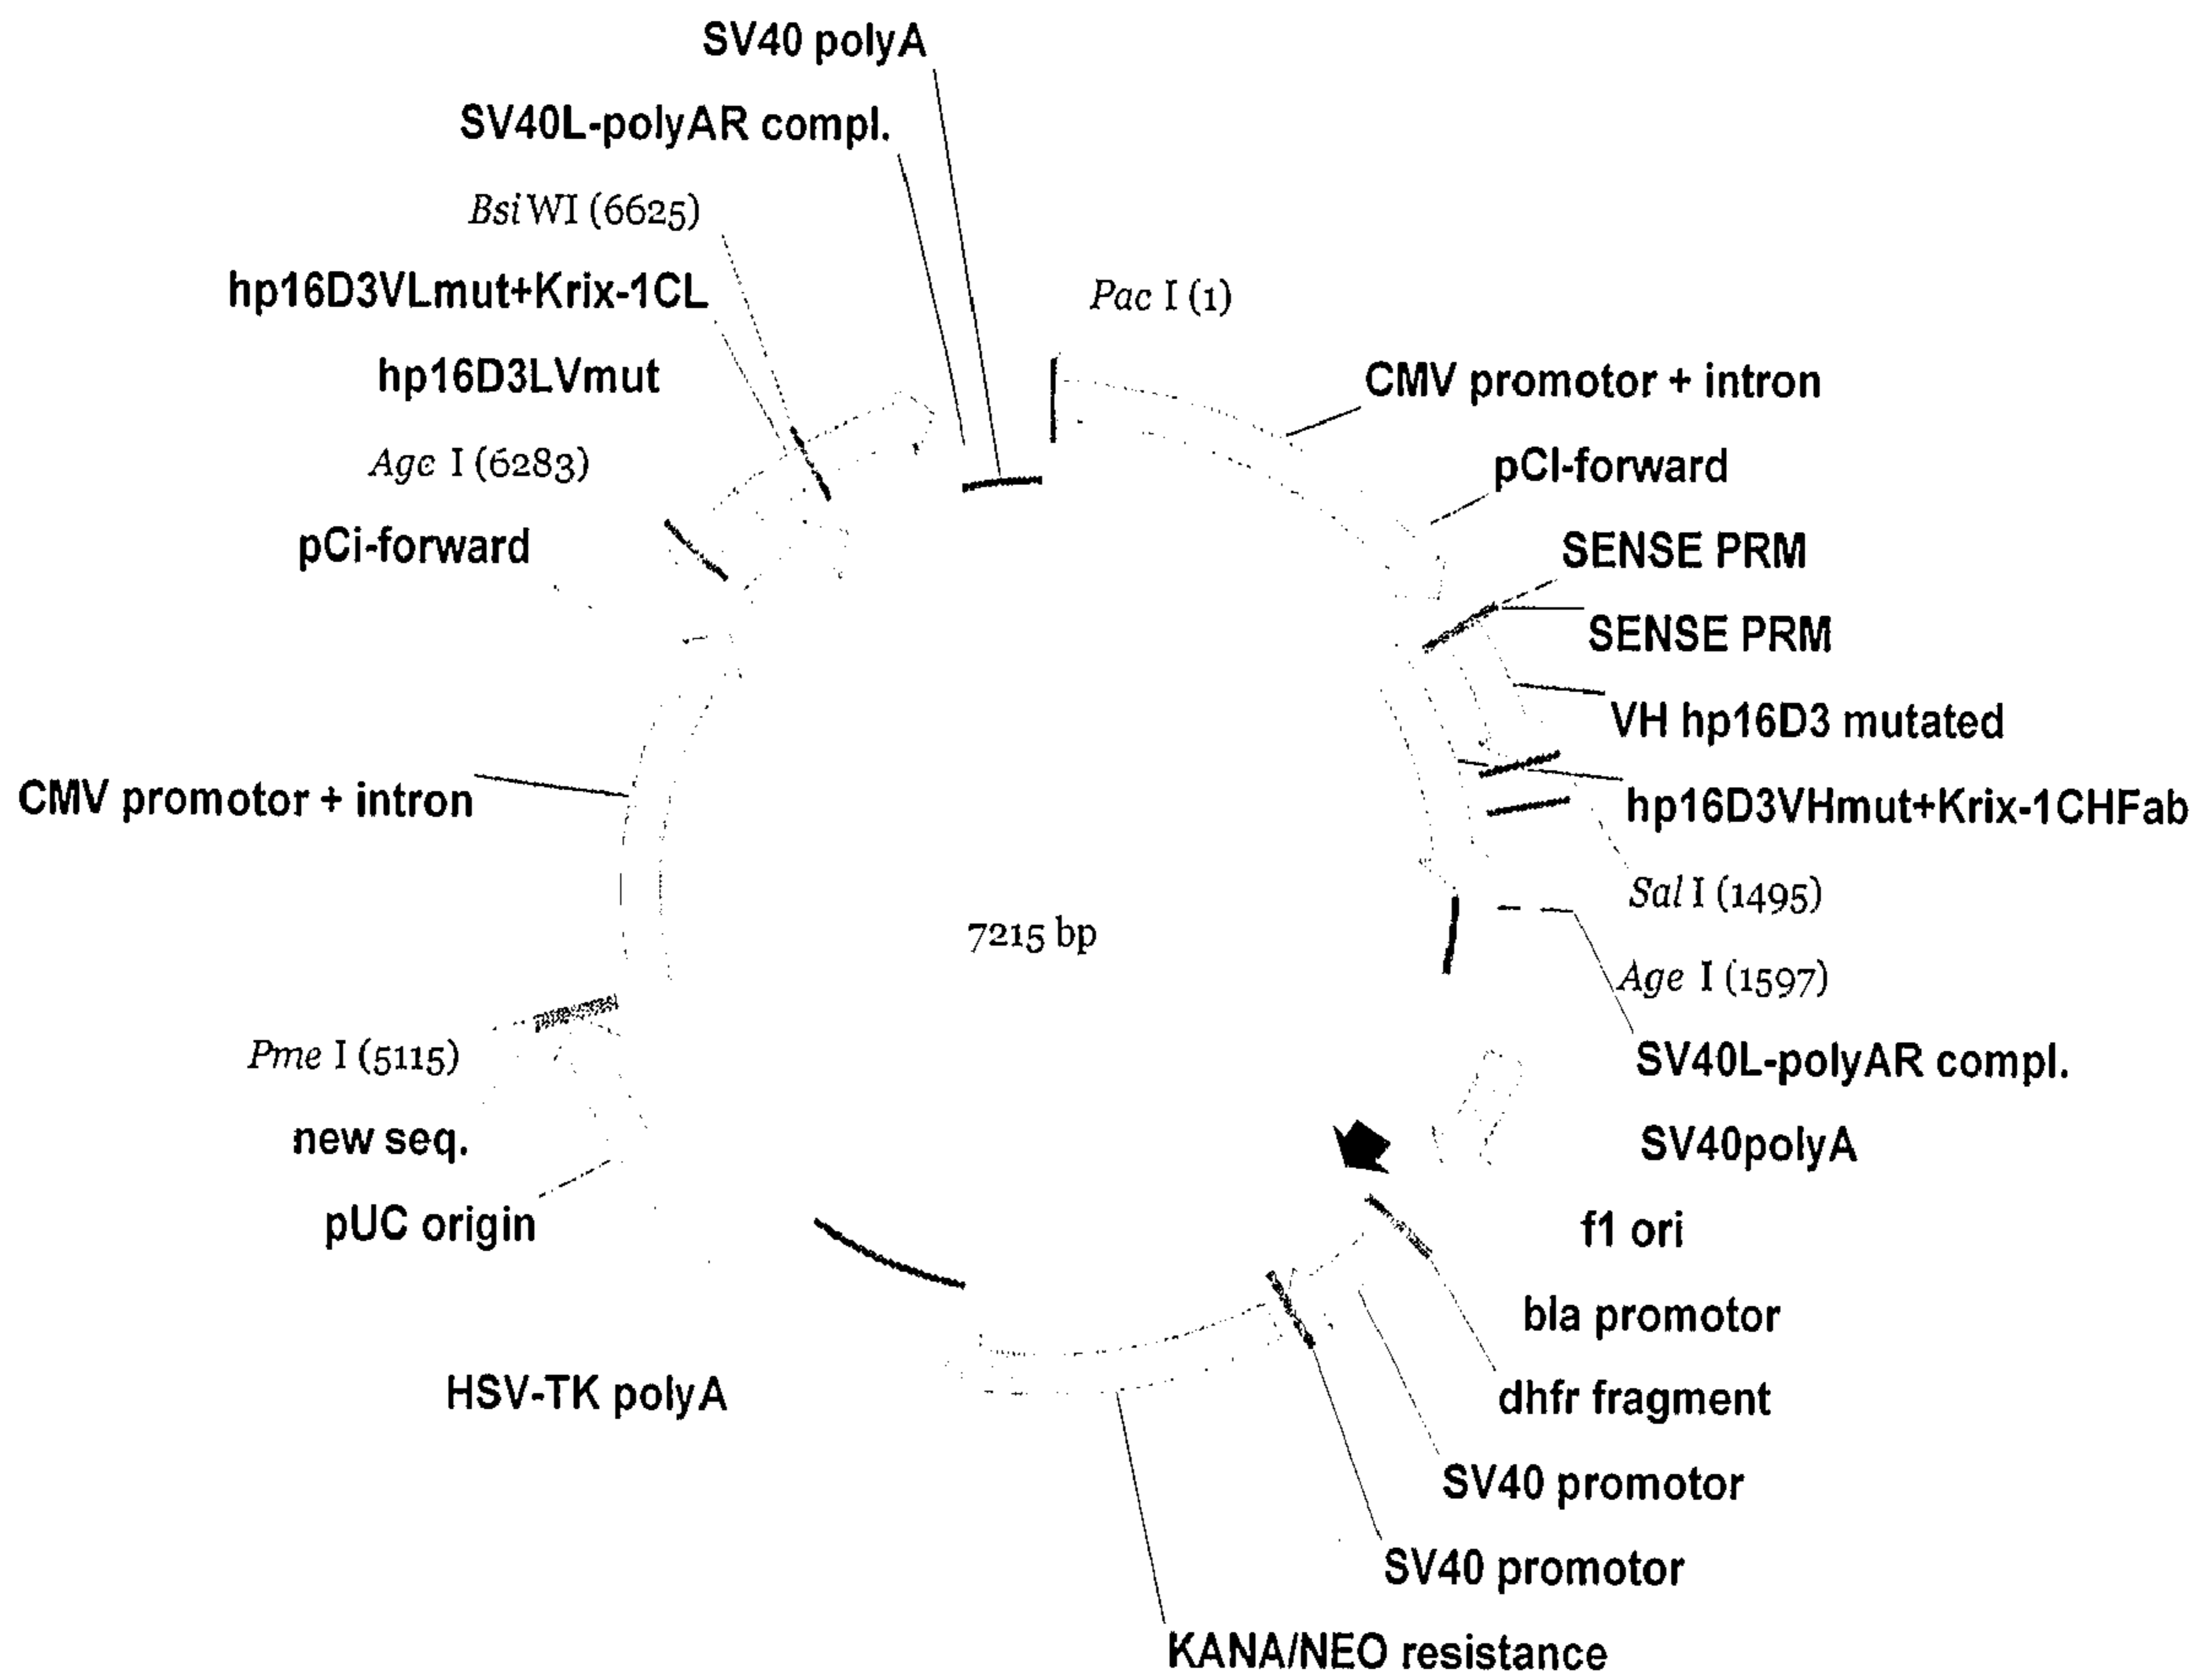 SV40 polyA
SV40L-polyAR compl.
BsiWI (6625)
hp16D3VLmut+Krix-1CL
hp16D3LVmut
Age I (6283)
pCi-forward
CMV promotor + intron
Pme I (5115)
new seq.
pUC origin
HSV-TK polyA
7215 bp
Pac I (1)
CMV promotor + intron
pCI-forward
SENSE PRM
SENSE PRM
VH hp16D3 mutated
hp16D3VHmut+Krix-1CHFab
Sal I (1495)
Age I (1597)
SV40L-polyAR compl.
SV40polyA
f1 ori
bla promotor
dhfr fragment
SV40 promotor
SV40 promotor
KANA/NEO resistance